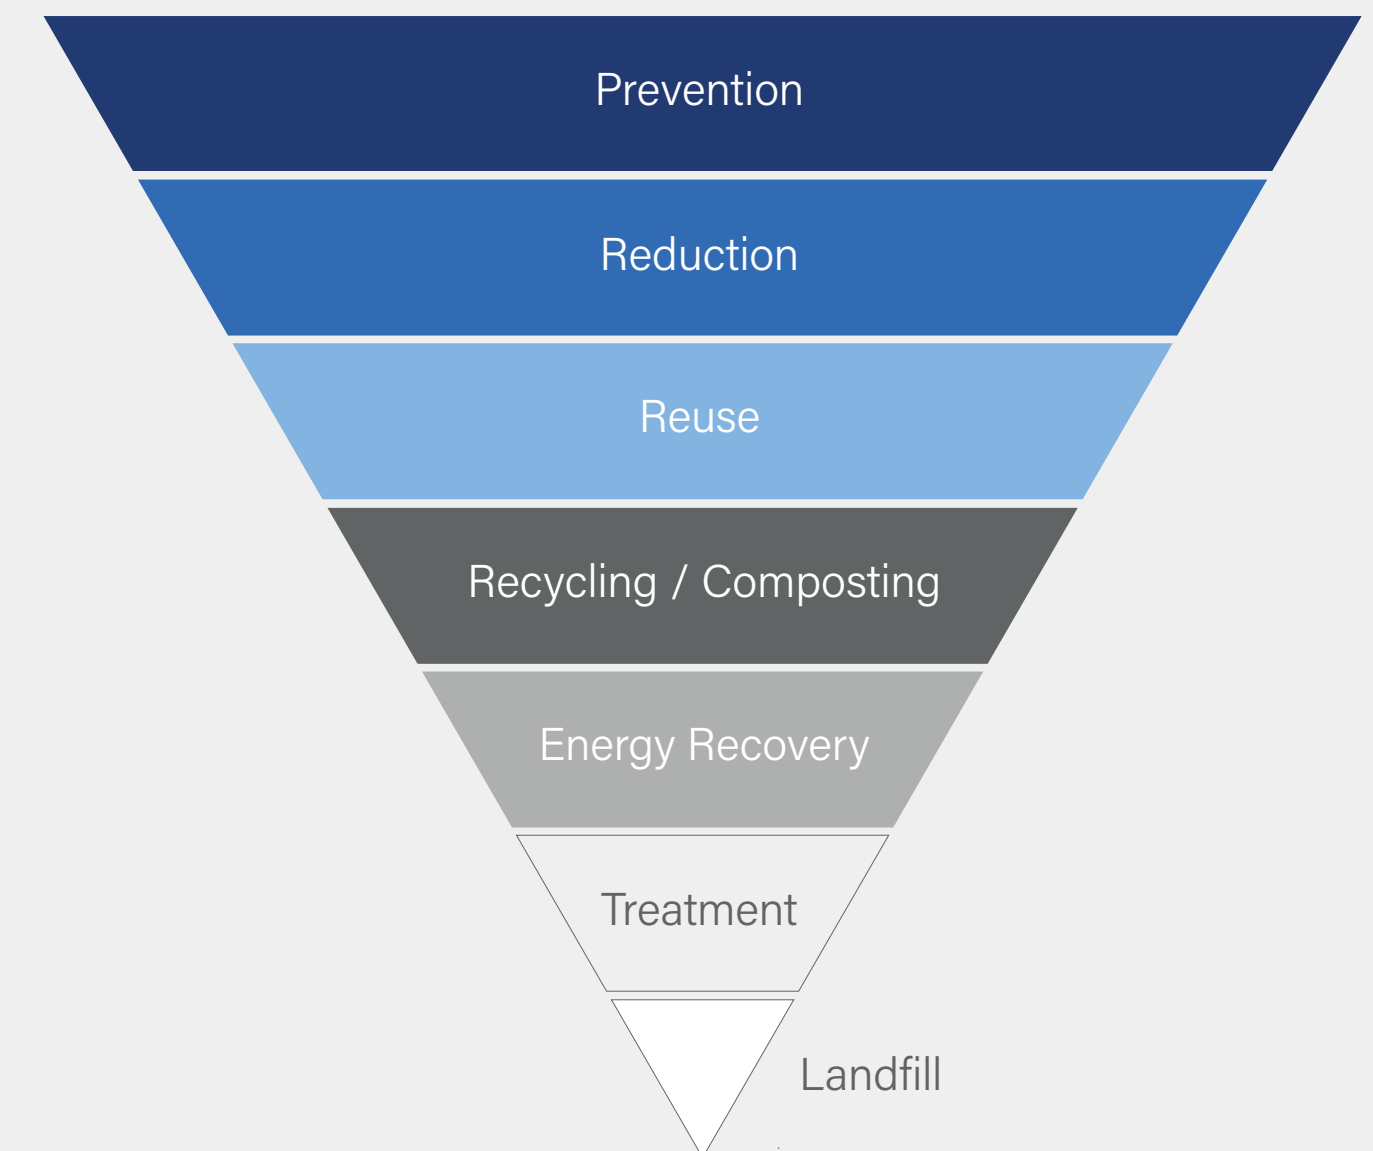 Prevention
Reduction
Reuse
Recycling / Composting
Energy Recovery
Treatment
Landfill